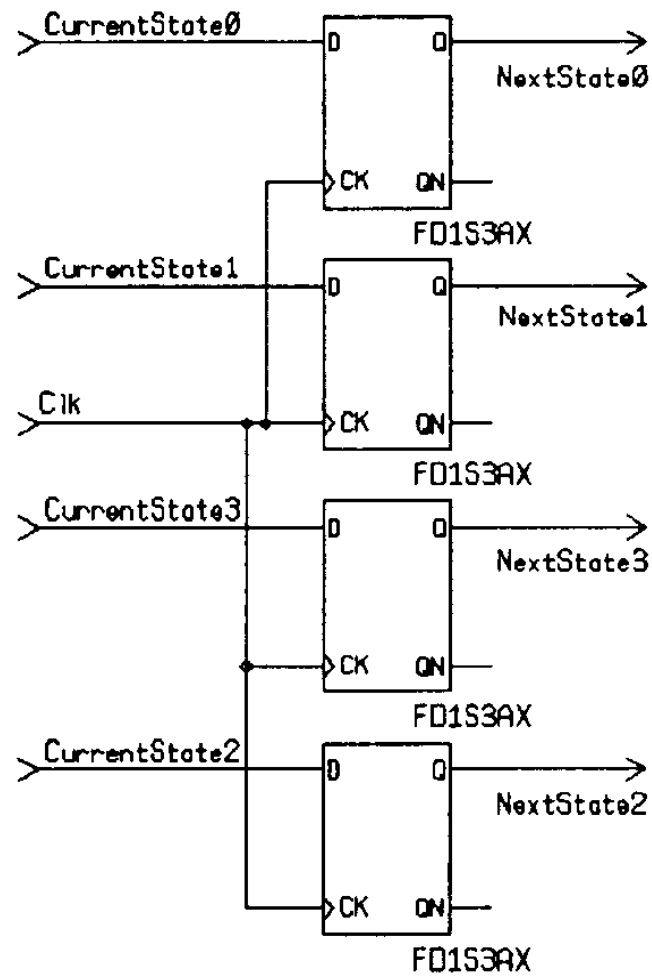 CurrentState0
D Q
NextState0
CK QN
FD1S3AX
CurrentState1
D Q
NextState1
Clk
CK QN
FD1S3AX
CurrentState3
D Q
NextState3
CK QN
FD1S3AX
CurrentState2
D Q
NextState2
CK QN
FD1S3AX